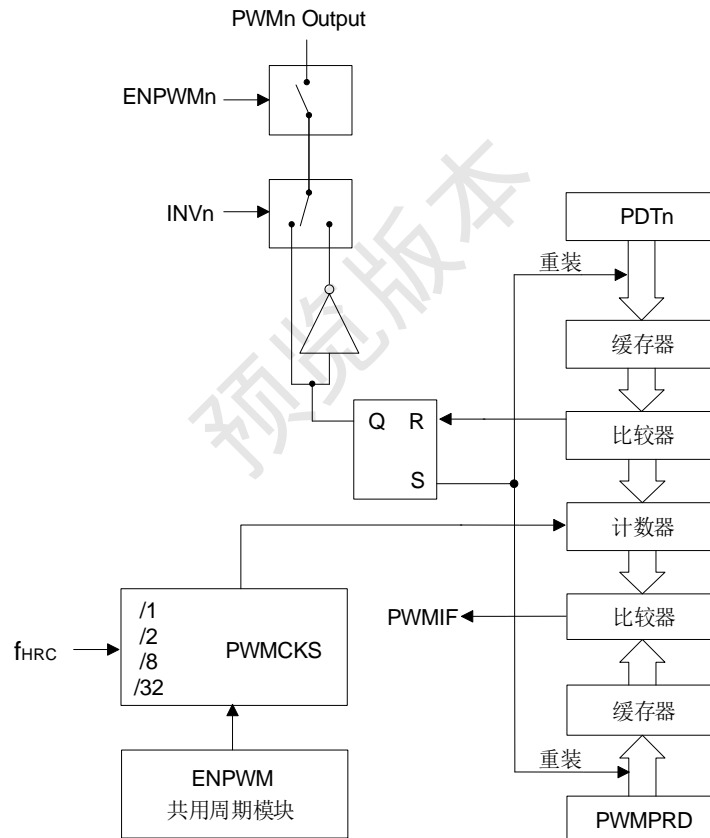 PWMn Output
ENPWMn
INVn
PDTn
重装
缓存器
Q R
S
比较器
计数器
PWMIF
比较器
/1
/2
/8
/32
PWMCKS
fHRC
缓存器
重装
ENPWM
共用周期模块
PWMPRD
预览版本